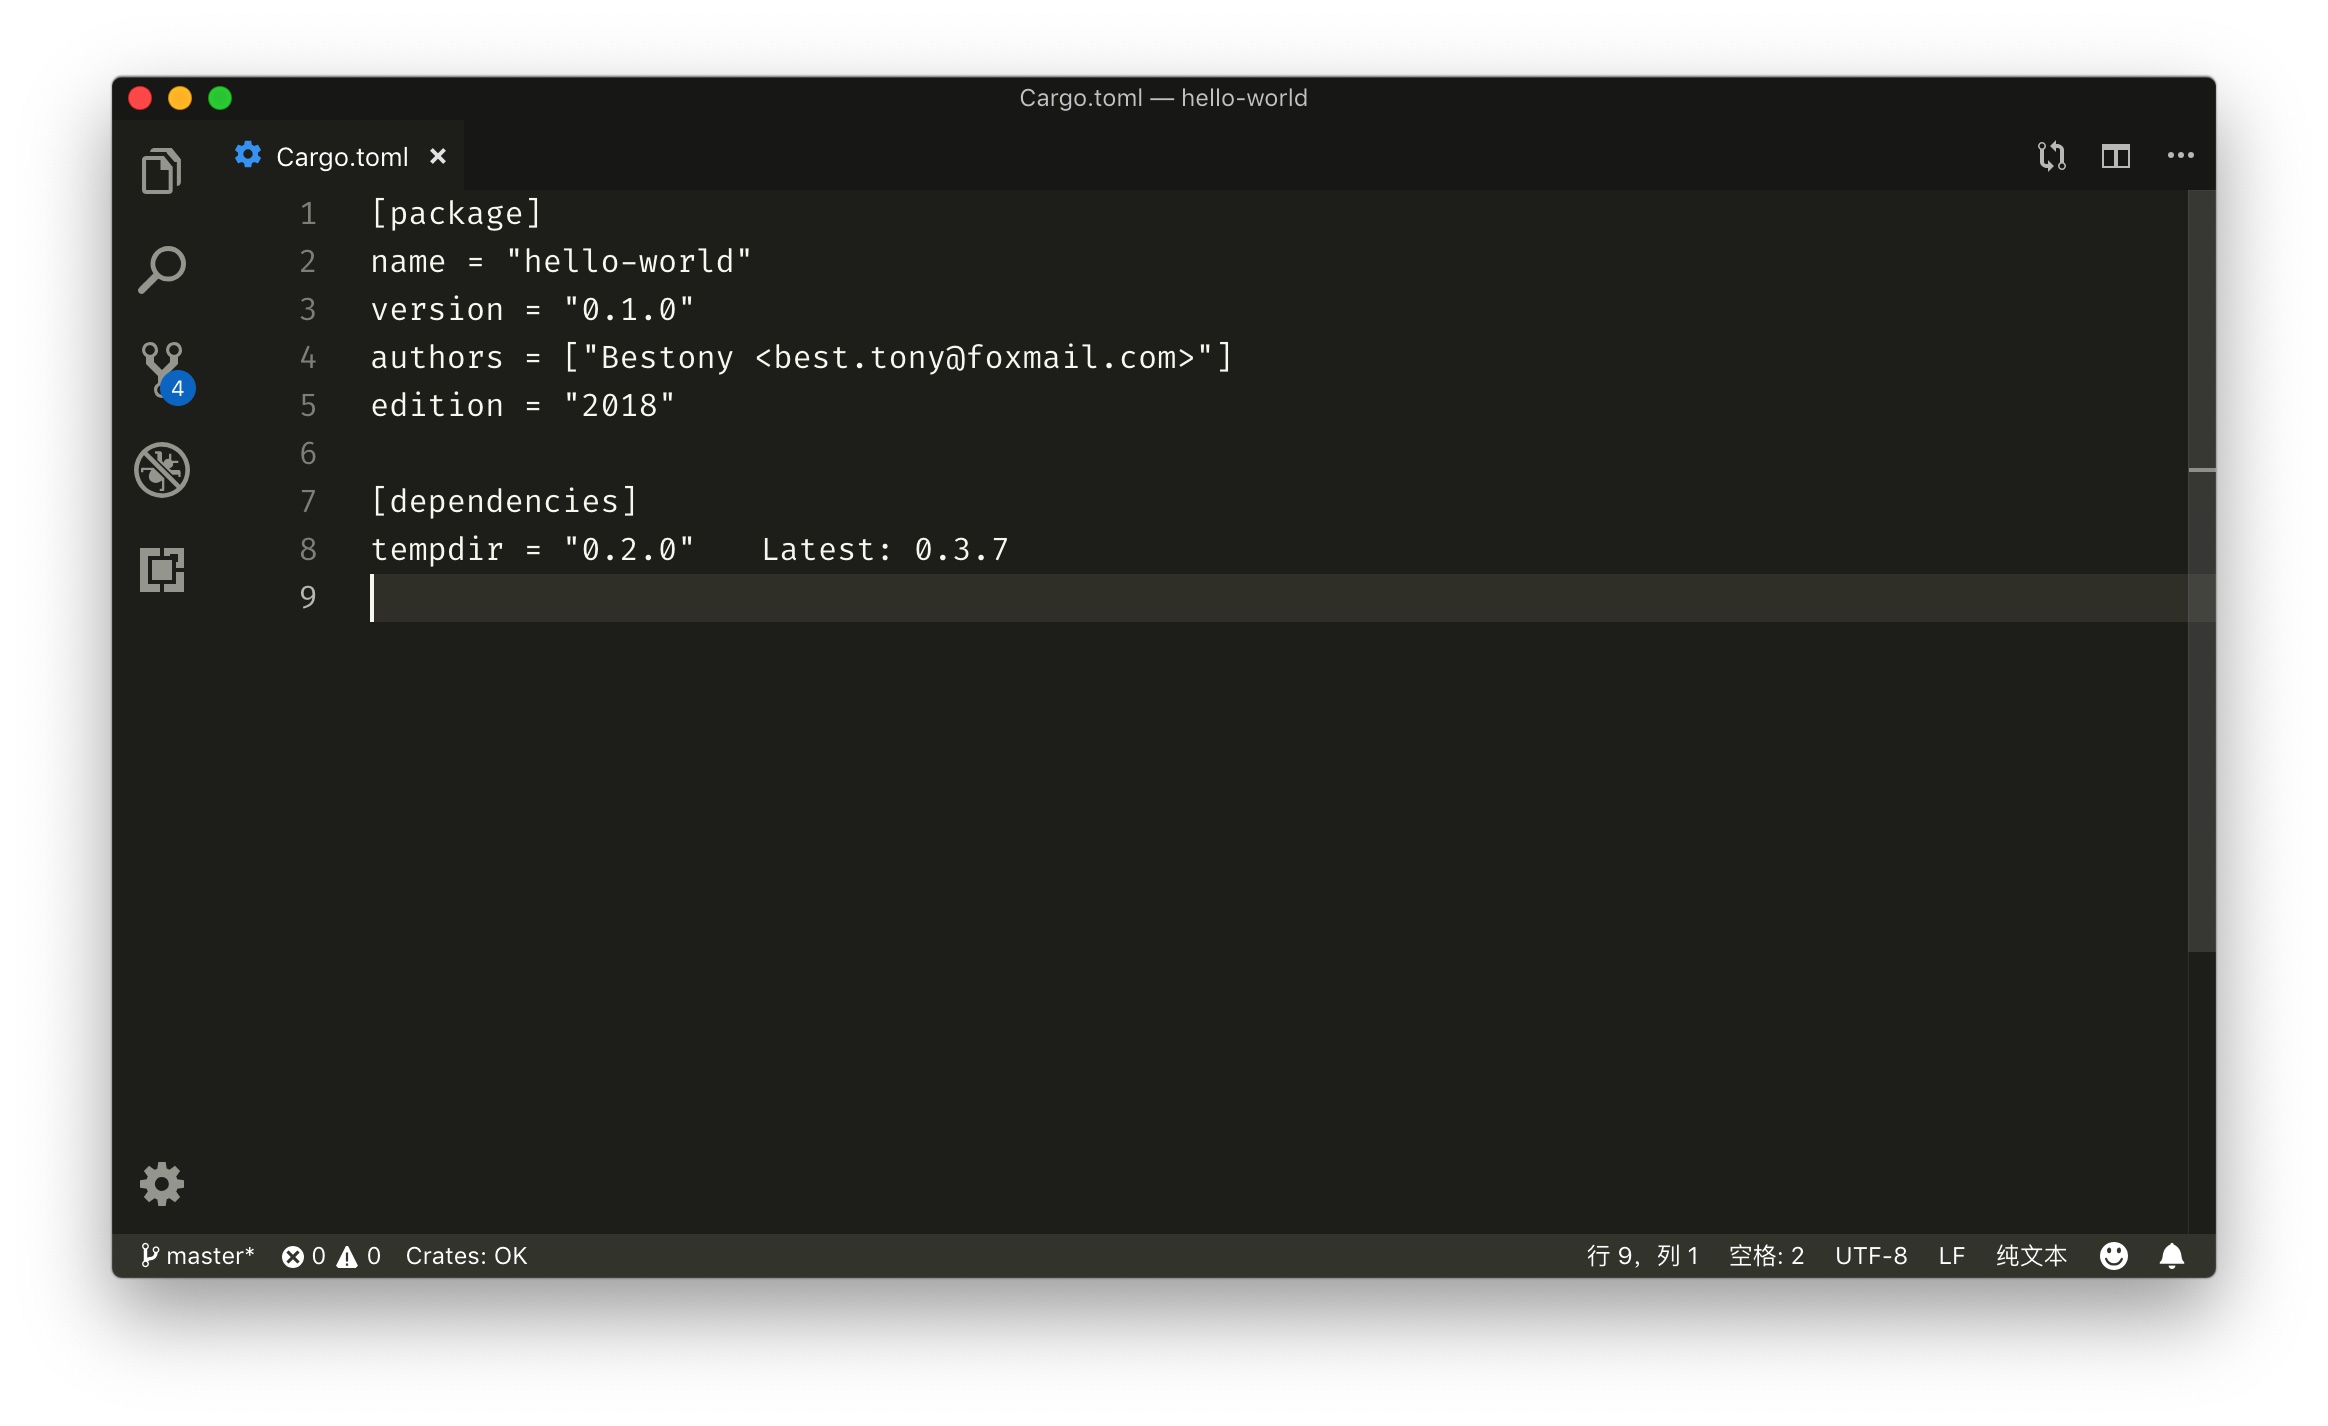 Cargo.toml — hello-world
Cargo.toml
1 [package]
2 name = "hello-world"
3 version = "0.1.0"
4 authors = ["Bestony <best.tony@foxmail.com>"]
5 edition = "2018"
6
7 [dependencies]
8 tempdir = "0.2.0" Latest: 0.3.7
9
4
master* 0 0 Crates: OK 行 9，列 1 空格: 2 UTF-8 LF 纯文本